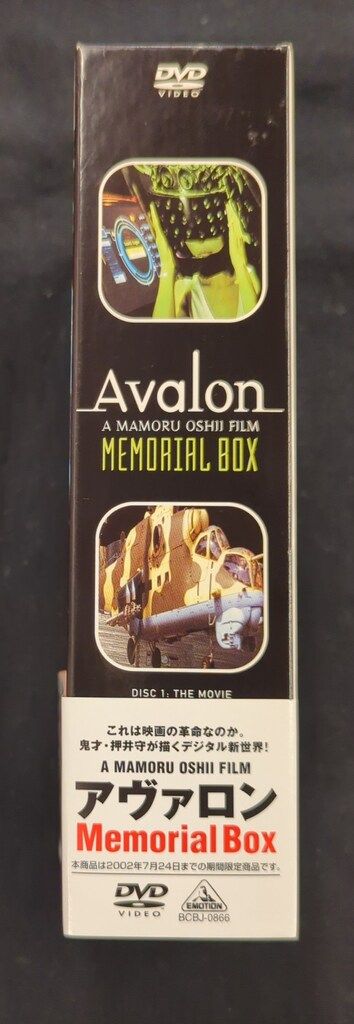 DVD
VIDEO
Avalon
A MAMORU OSHII FILM
MEMORIAL BOX
DISC 1: THE MOVIE
これは映画の革命なのか。
鬼才・押井守が描くデジタル新世界!
A MAMORU OSHII FILM
アヴァロン
Memorial Box
本商品は2002年7月24日までの期間限定商品です。
DVD
VIDEO
EMOTION
BCBJ-0866